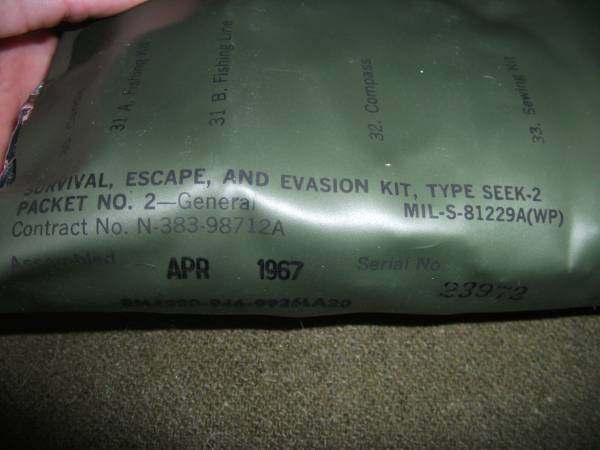 31 A. Fishing Kit
31 B. Fishing Line
32. Compass
33. Sewing Kit
SURVIVAL, ESCAPE, AND EVASION KIT, TYPE SEEK-2
PACKET NO. 2—General MIL-S-81229A(WP)
Contract No. N-383-98712A
Assembled APR 1967 Serial No.
23972